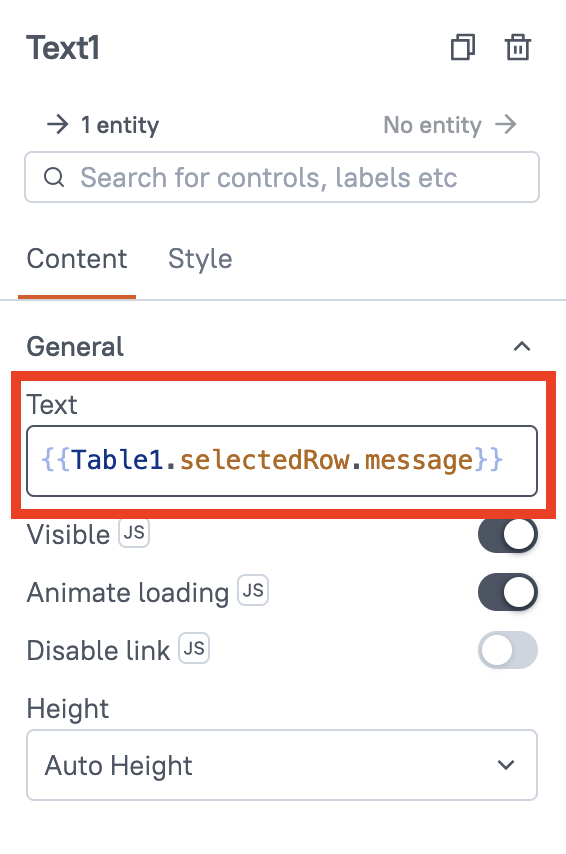 Text1
1 entity
No entity
Search for controls, labels etc
Content Style
General
Text
{{Table1.selectedRow.message}}
Visible JS
Animate loading JS
Disable link JS
Height
Auto Height